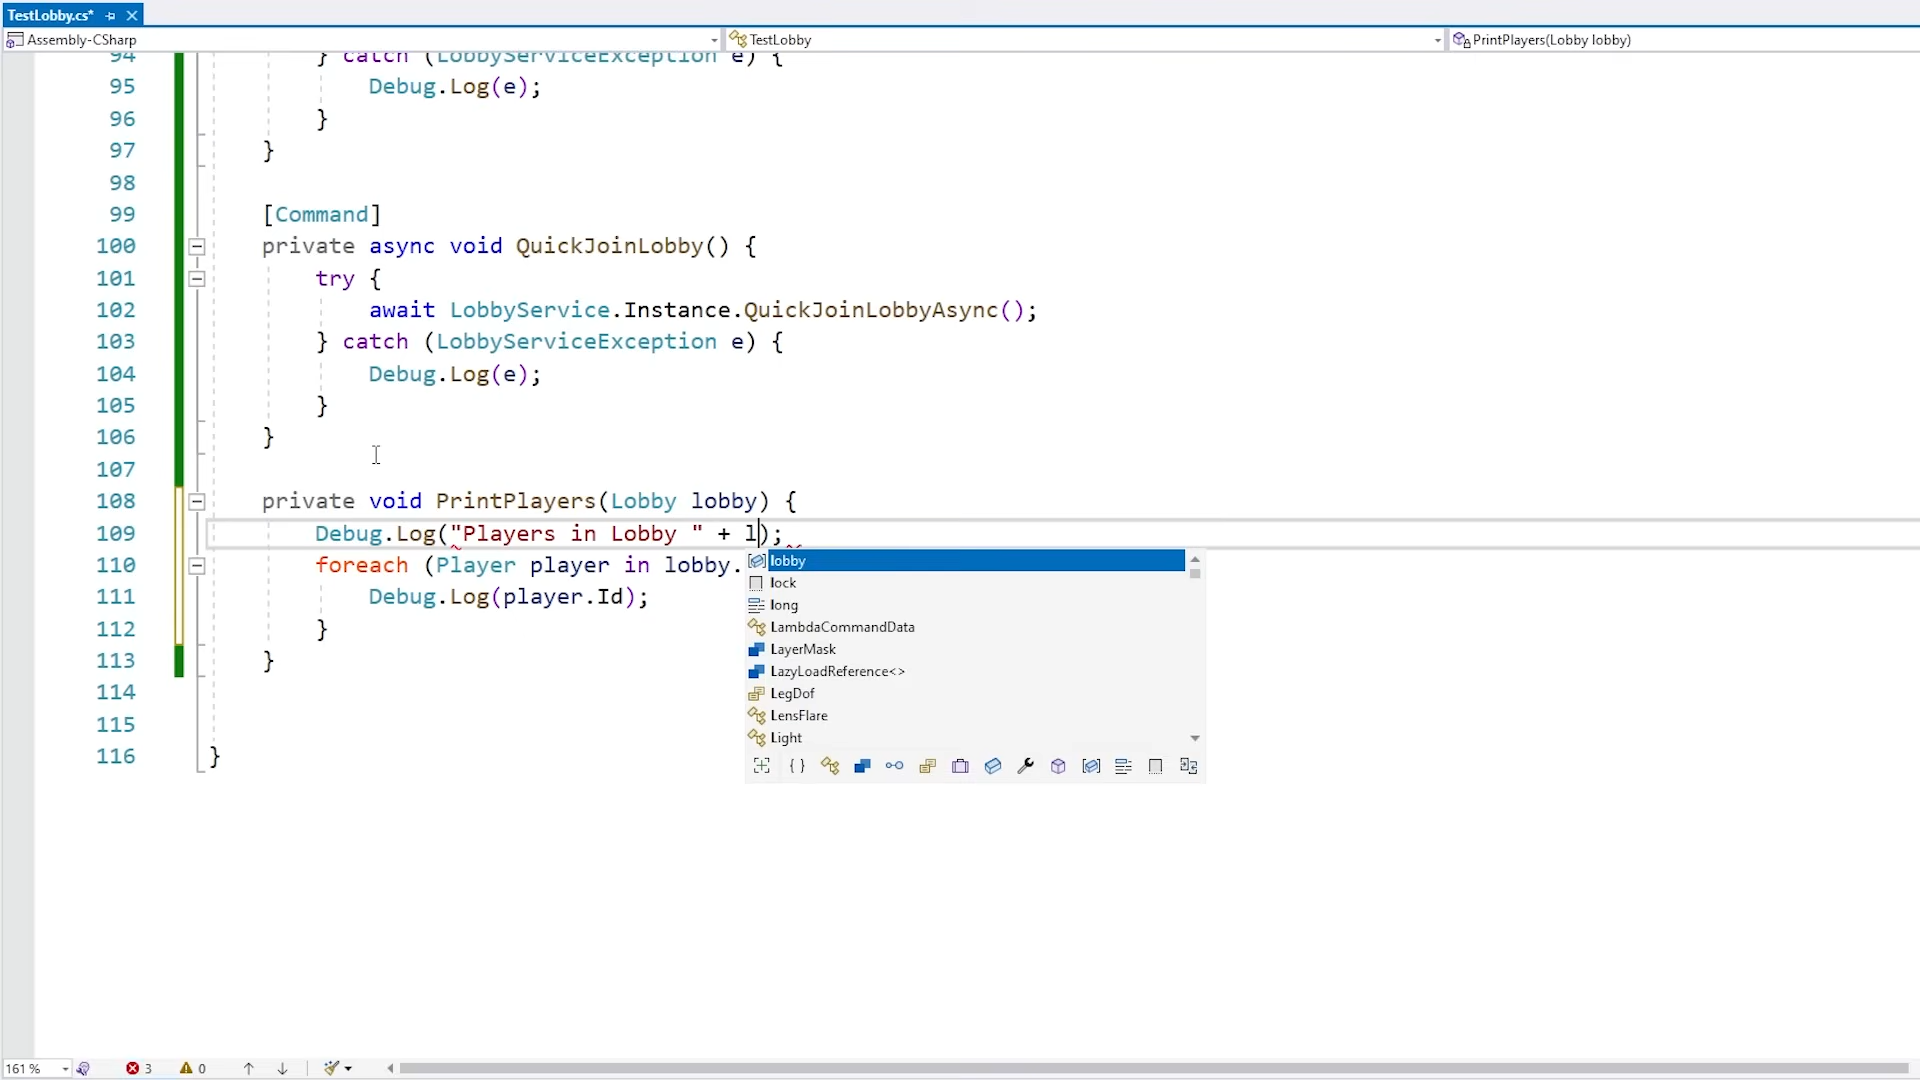 TestLobby.cs*
Assembly-CSharp
TestLobby
PrintPlayers(Lobby lobby)
94 } catch (LobbyServiceException e) {
95 Debug.Log(e);
96 }
97 }
98
99 [Command]
100 private async void QuickJoinLobby() {
101 try {
102 await LobbyService.Instance.QuickJoinLobbyAsync();
103 } catch (LobbyServiceException e) {
104 Debug.Log(e);
105 }
106 }
107
108 private void PrintPlayers(Lobby lobby) {
109 Debug.Log("Players in Lobby " + l);
110 foreach (Player player in lobby.
111 Debug.Log(player.Id);
112 }
113 }
114
115
116 }
lobby
lock
long
LambdaCommandData
LayerMask
LazyLoadReference<>
LegDof
LensFlare
Light
161 %
3
0